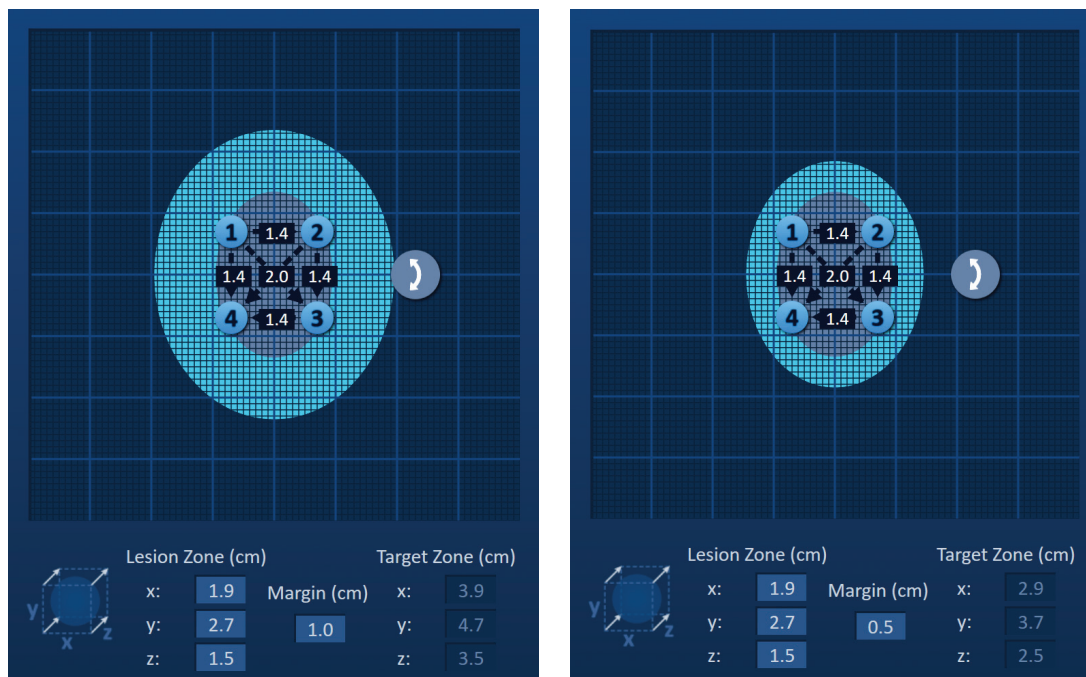 1 1.4 2
1.4 2.0 1.4
4 1.4 3
Lesion Zone (cm) Target Zone (cm)
x: 1.9 Margin (cm) x: 3.9
y: 2.7 1.0 y: 4.7
z: 1.5 z: 3.5
y x z
1 1.4 2
1.4 2.0 1.4
4 1.4 3
Lesion Zone (cm) Target Zone (cm)
x: 1.9 Margin (cm) x: 2.9
y: 2.7 0.5 y: 3.7
z: 1.5 z: 2.5
y x z